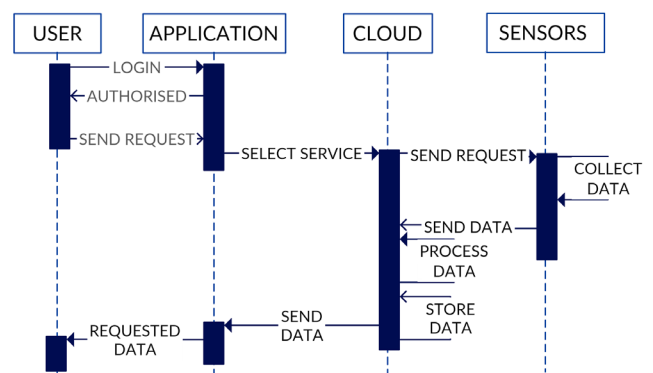 USER
APPLICATION
CLOUD
SENSORS
LOGIN
AUTHORISED
SEND REQUEST
SELECT SERVICE
SEND REQUEST
COLLECT
DATA
SEND DATA
PROCESS
DATA
STORE
DATA
SEND
DATA
REQUESTED
DATA